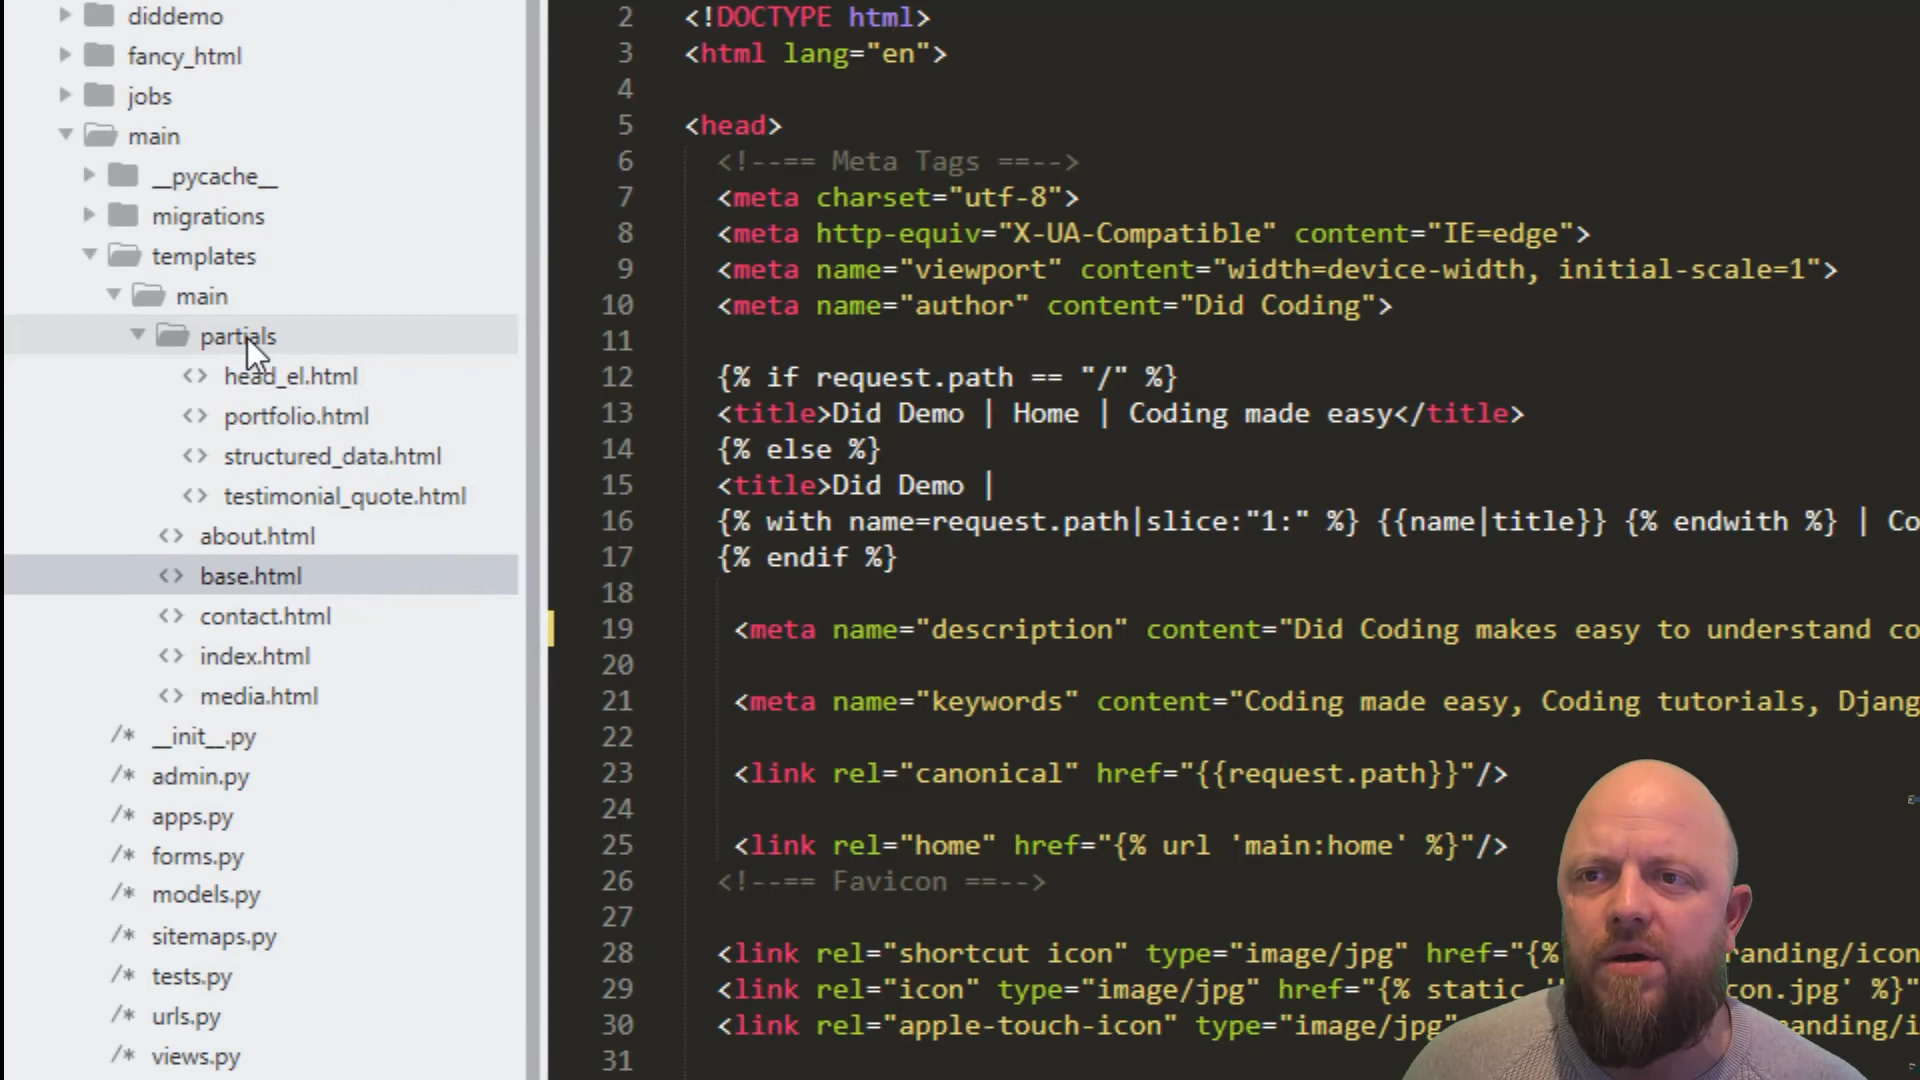 diddemo
fancy_html
jobs
main
__pycache__
migrations
templates
main
partials
head_el.html
portfolio.html
structured_data.html
testimonial_quote.html
about.html
base.html
contact.html
index.html
media.html
/* __init__.py
/* admin.py
/* apps.py
/* forms.py
/* models.py
/* sitemaps.py
/* tests.py
/* urls.py
/* views.py
2 <!DOCTYPE html>
3 <html lang="en">
4
5 <head>
6 <!--== Meta Tags ==-->
7 <meta charset="utf-8">
8 <meta http-equiv="X-UA-Compatible" content="IE=edge">
9 <meta name="viewport" content="width=device-width, initial-scale=1">
10 <meta name="author" content="Did Coding">
11
12 {% if request.path == "/" %}
13 <title>Did Demo | Home | Coding made easy</title>
14 {% else %}
15 <title>Did Demo |
16 {% with name=request.path|slice:"1:" %} {{name|title}} {% endwith %} | Co
17 {% endif %}
18
19 <meta name="description" content="Did Coding makes easy to understand co
20
21 <meta name="keywords" content="Coding made easy, Coding tutorials, Djang
22
23 <link rel="canonical" href="{{request.path}}"/>
24
25 <link rel="home" href="{% url 'main:home' %}"/>
26 <!--== Favicon ==-->
27
28 <link rel="shortcut icon" type="image/jpg" href="{% randing/icon
29 <link rel="icon" type="image/jpg" href="{% static ' con.jpg' %}"
30 <link rel="apple-touch-icon" type="image/jpg" anding/i
31